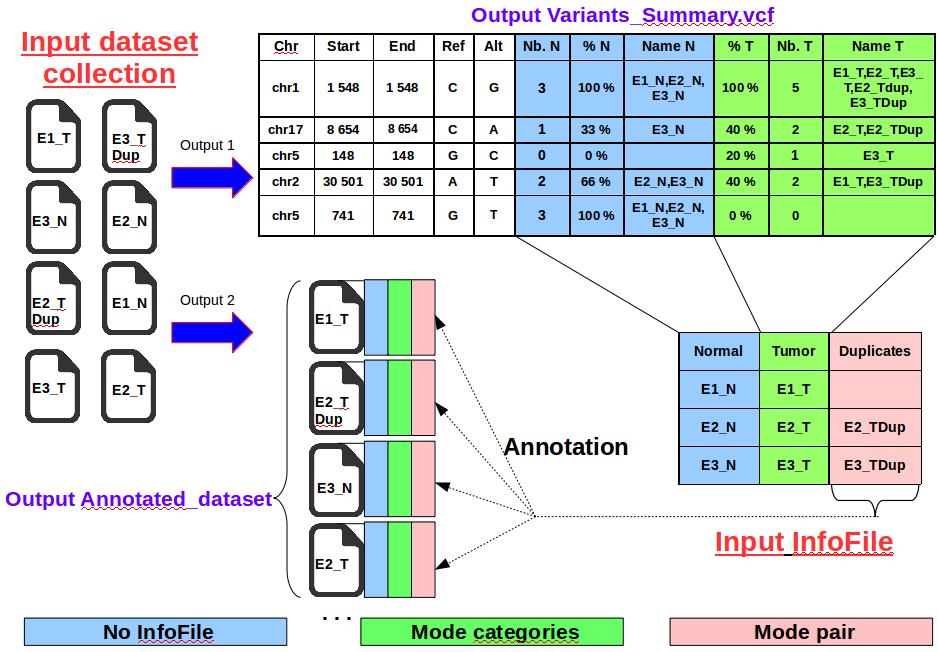 Output Variants_Summary.vcf
Input dataset
collection
Chr Start End Ref Alt Nb. N % N Name N % T Nb. T Name T
chr1 1 548 1 548 C G 3 100 % E1_N,E2_N,
E3_N 100 % 5 E1_T,E2_T,E3_
T,E2_Tdup,
E3_TDup
chr17 8 654 8 654 C A 1 33 % E3_N 40 % 2 E2_T,E2_TDup
chr5 148 148 G C 0 0 % 20 % 1 E3_T
chr2 30 501 30 501 A T 2 66 % E2_N,E3_N 40 % 2 E1_T,E3_TDup
chr5 741 741 G T 3 100 % E1_N,E2_N,
E3_N 0 % 0
E1_T
E3_T
Dup
Output 1
E3_N
E2_N
E2_T
Dup
E1_N
Output 2
E3_T
E2_T
E1_T
E2_T
Dup
E3_N
E2_T
Annotation
Output Annotated_dataset
Normal Tumor Duplicates
E1_N E1_T
E2_N E2_T E2_TDup
E3_N E3_T E3_TDup
Input InfoFile
. . .
No InfoFile
Mode categories
Mode pair